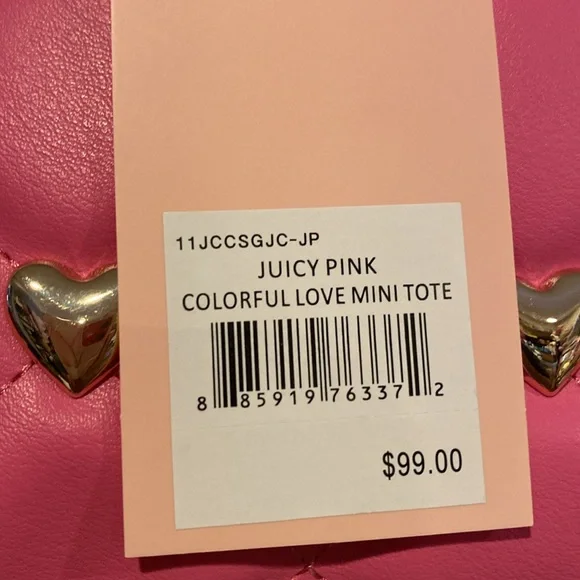 11JCCSGJC-JP
JUICY PINK
COLORFUL LOVE MINI TOTE
8 85919 76337 2
$99.00